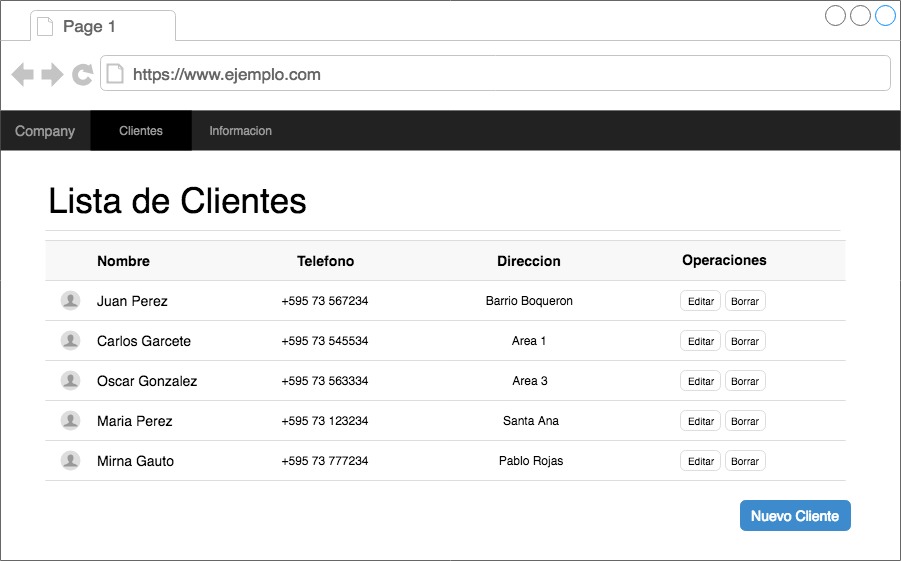 Page 1
https://www.ejemplo.com
Company Clientes Informacion
Lista de Clientes
Nombre Telefono Direccion Operaciones
Juan Perez +595 73 567234 Barrio Boqueron Editar Borrar
Carlos Garcete +595 73 545534 Area 1 Editar Borrar
Oscar Gonzalez +595 73 563334 Area 3 Editar Borrar
Maria Perez +595 73 123234 Santa Ana Editar Borrar
Mirna Gauto +595 73 777234 Pablo Rojas Editar Borrar
Nuevo Cliente